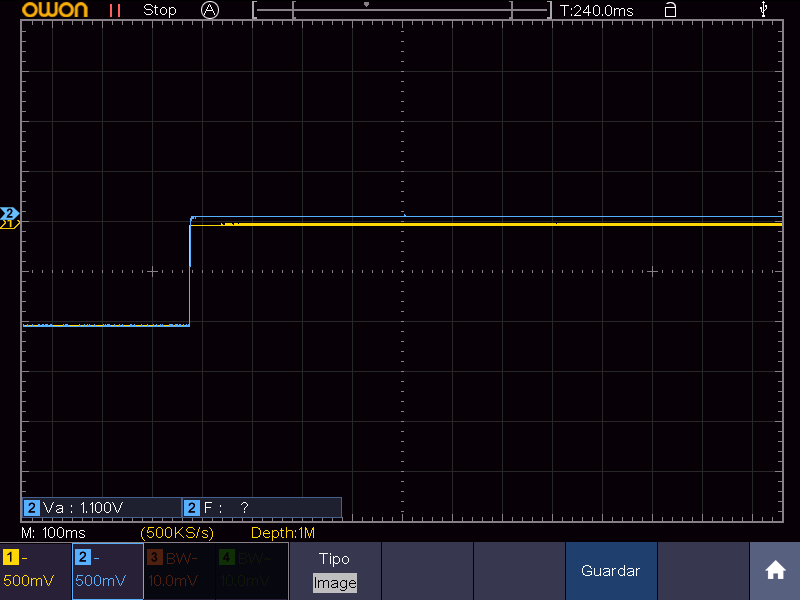 OWON Stop A T:240.0ms
2
1
2 Va : 1.100V 2 F : ?
M: 100ms (500KS/s) Depth:1M
1 - 2 - 3 BW- 4 BW- Tipo
500mV 500mV 10.0mV 10.0mV Image
Guardar